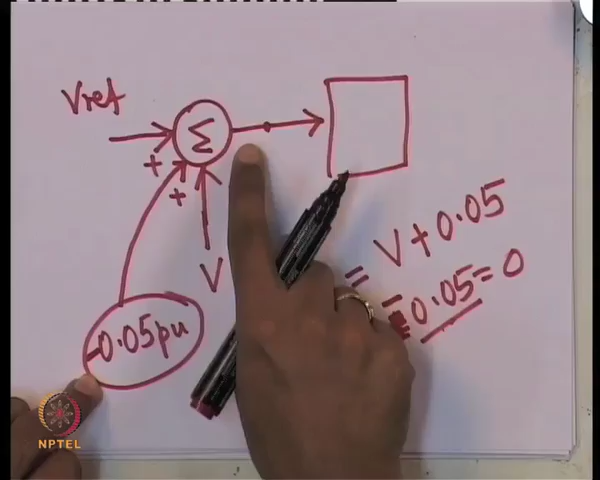 Vref
Σ
+
+
V
-0.05pu
= V + 0.05
- 0.05 = 0
NPTEL